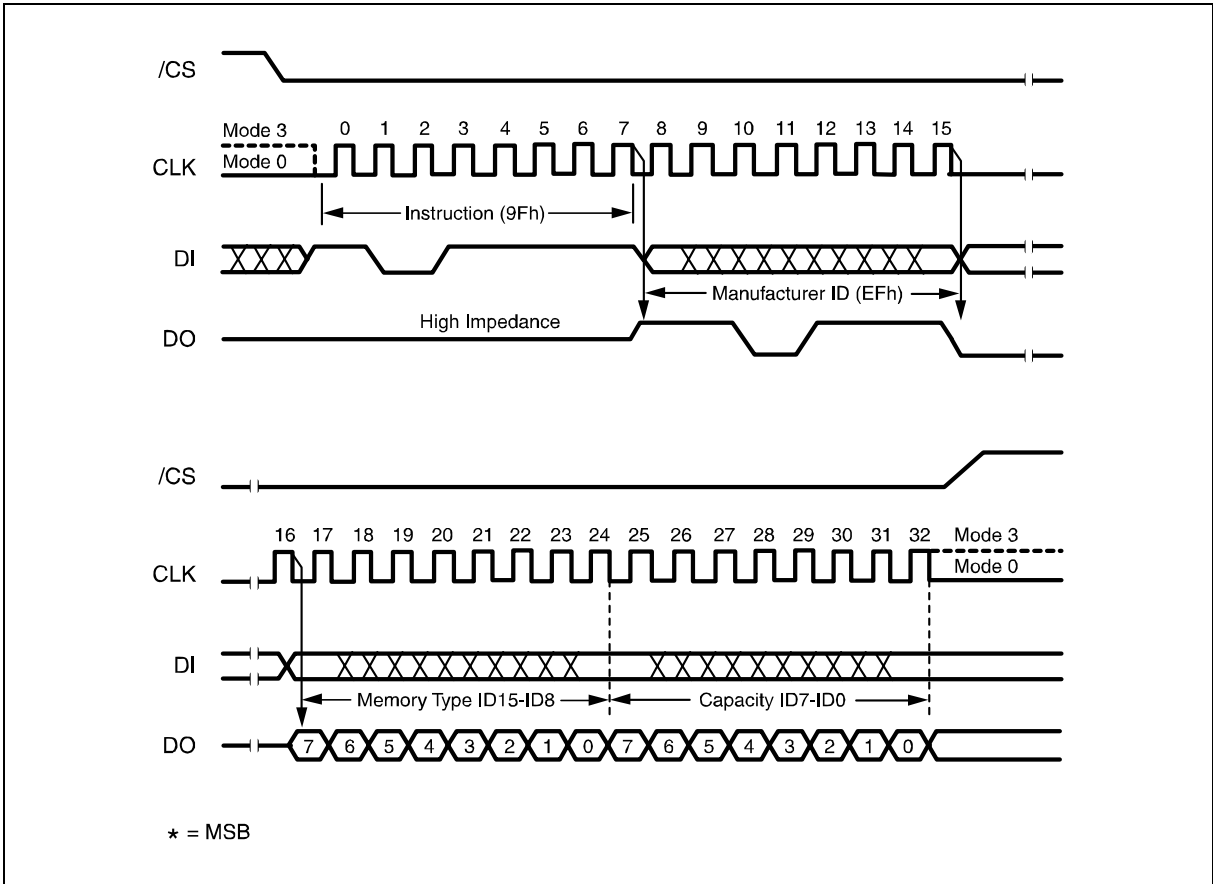 /CS
Mode 3
0 1 2 3 4 5 6 7 8 9 10 11 12 13 14 15
Mode 0
CLK
Instruction (9Fh)
DI
Manufacturer ID (EFh)
High Impedance
DO
/CS
16 17 18 19 20 21 22 23 24 25 26 27 28 29 30 31 32 Mode 3
CLK
Mode 0
DI
Memory Type ID15-ID8 Capacity ID7-ID0
DO
7 6 5 4 3 2 1 0 7 6 5 4 3 2 1 0
* = MSB